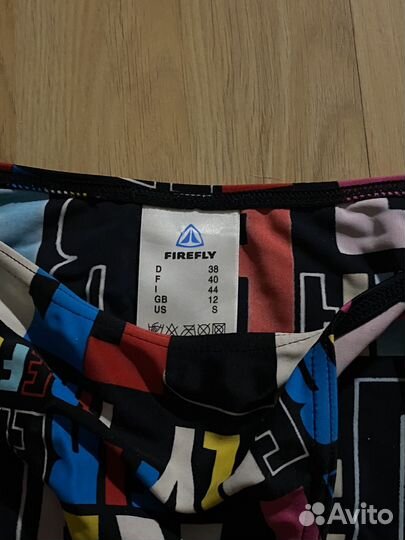 FIREFLY
D 38
F 40
I 44
GB 12
US S
Avito